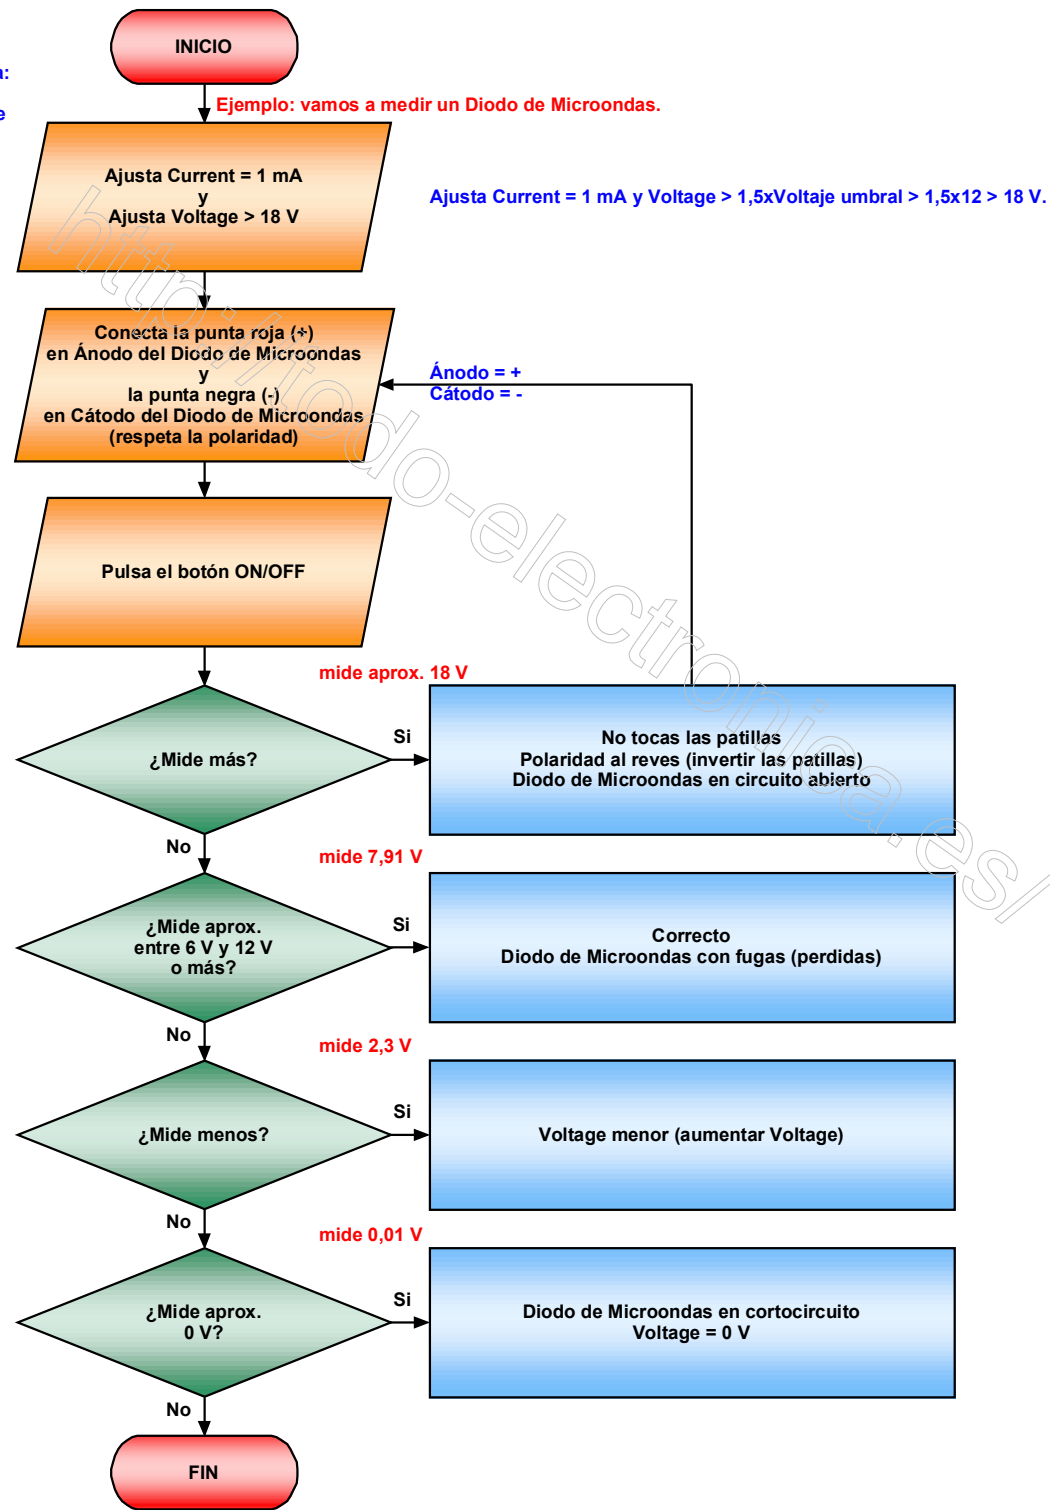 INICIO
a:
e
Ejemplo: vamos a medir un Diodo de Microondas.
Ajusta Current = 1 mA
y
Ajusta Voltage > 18 V
Ajusta Current = 1 mA y Voltage > 1,5xVoltaje umbral > 1,5x12 > 18 V.
Conecta la punta roja (+)
en Ánodo del Diodo de Microondas
y
la punta negra (-)
en Cátodo del Diodo de Microondas
(respeta la polaridad)
Ánodo = +
Cátodo = -
Pulsa el botón ON/OFF
mide aprox. 18 V
¿Mide más?
Si
No tocas las patillas
Polaridad al reves (invertir las patillas)
Diodo de Microondas en circuito abierto
No
mide 7,91 V
¿Mide aprox.
entre 6 V y 12 V
o más?
Si
Correcto
Diodo de Microondas con fugas (perdidas)
No
mide 2,3 V
¿Mide menos?
Si
Voltage menor (aumentar Voltage)
No
mide 0,01 V
¿Mide aprox.
0 V?
Si
Diodo de Microondas en cortocircuito
Voltage = 0 V
No
FIN
http://todo-electronica.es/